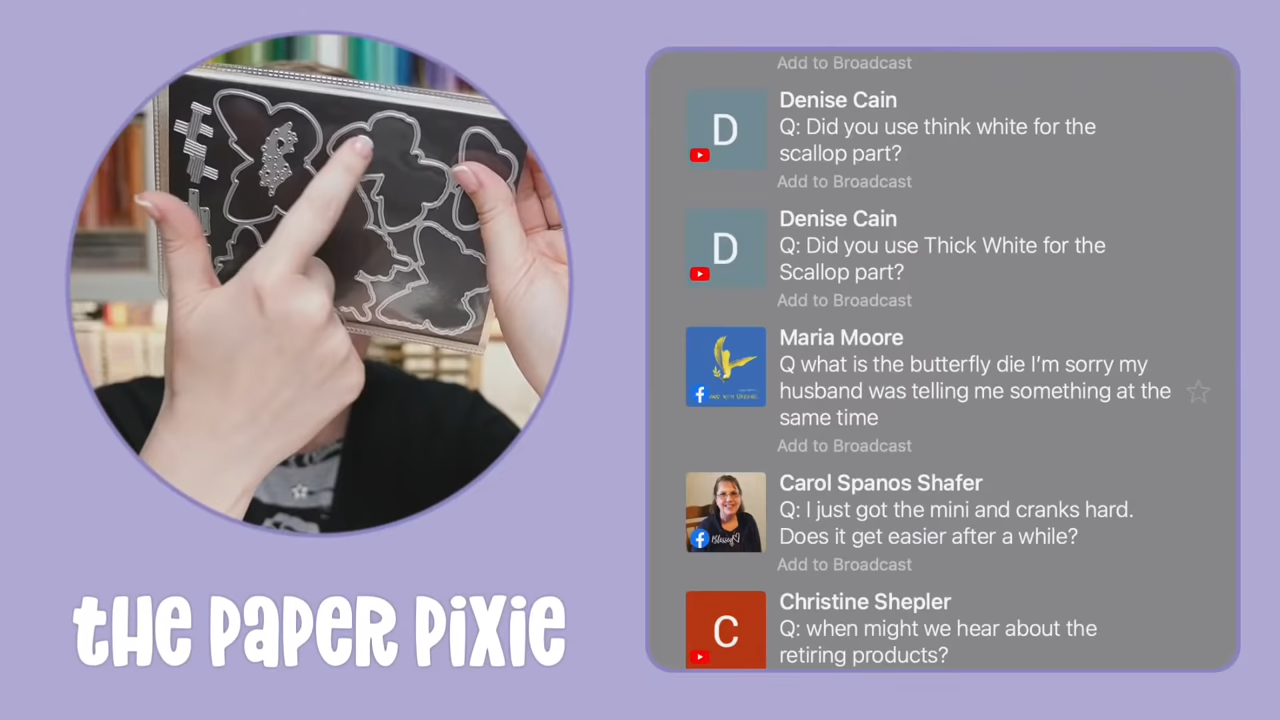 Add to Broadcast
Denise Cain
Q: Did you use think white for the
scallop part?
Add to Broadcast
Denise Cain
Q: Did you use Thick White for the
Scallop part?
Add to Broadcast
Maria Moore
Q what is the butterfly die I’m sorry my
husband was telling me something at the
same time
Add to Broadcast
Carol Spanos Shafer
Q: I just got the mini and cranks hard.
Does it get easier after a while?
Add to Broadcast
Christine Shepler
Q: when might we hear about the
retiring products?
D
D
C
the PAPER PiXiE